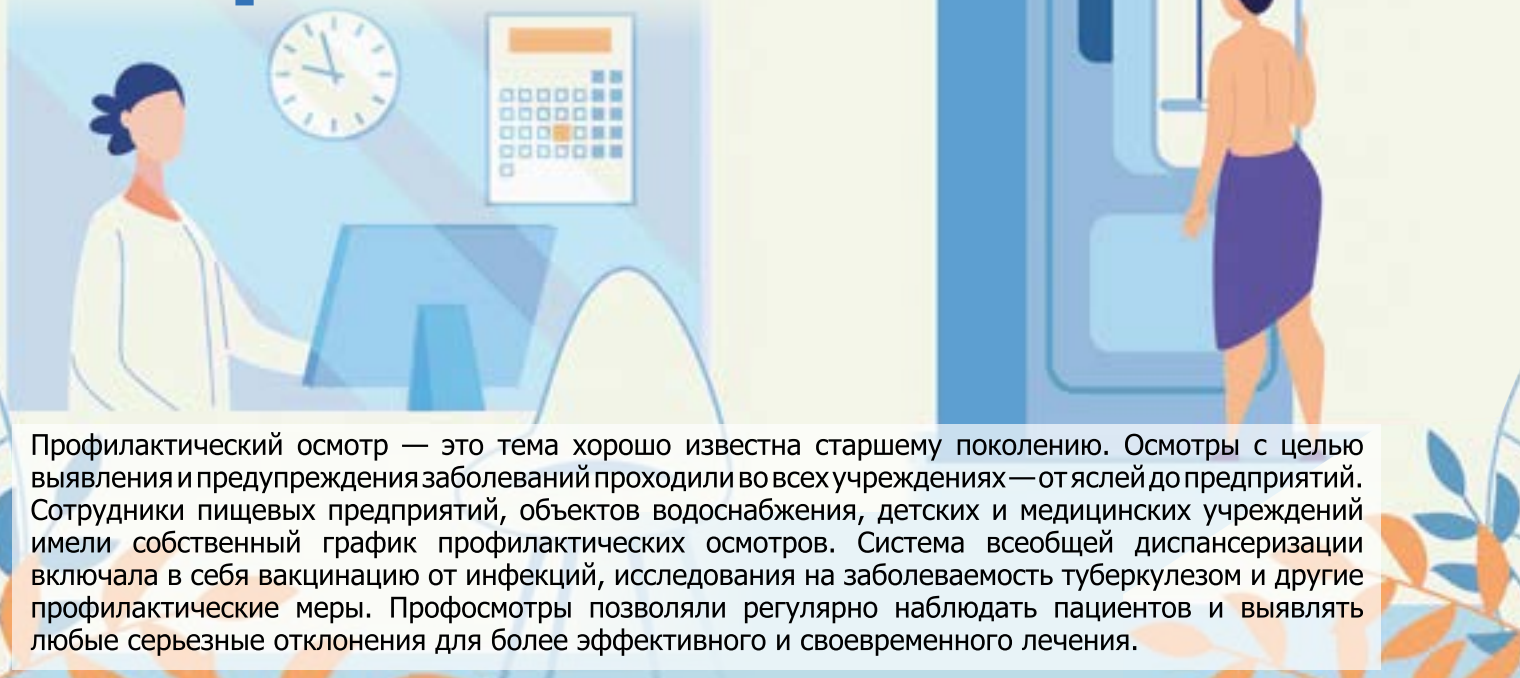 Профилактический осмотр — это тема хорошо известна старшему поколению. Осмотры с целью
выявления и предупреждения заболеваний проходили во всех учреждениях — от яслей до предприятий.
Сотрудники пищевых предприятий, объектов водоснабжения, детских и медицинских учреждений
имели собственный график профилактических осмотров. Система всеобщей диспансеризации
включала в себя вакцинацию от инфекций, исследования на заболеваемость туберкулезом и другие
профилактические меры. Профосмотры позволяли регулярно наблюдать пациентов и выявлять
любые серьезные отклонения для более эффективного и своевременного лечения.